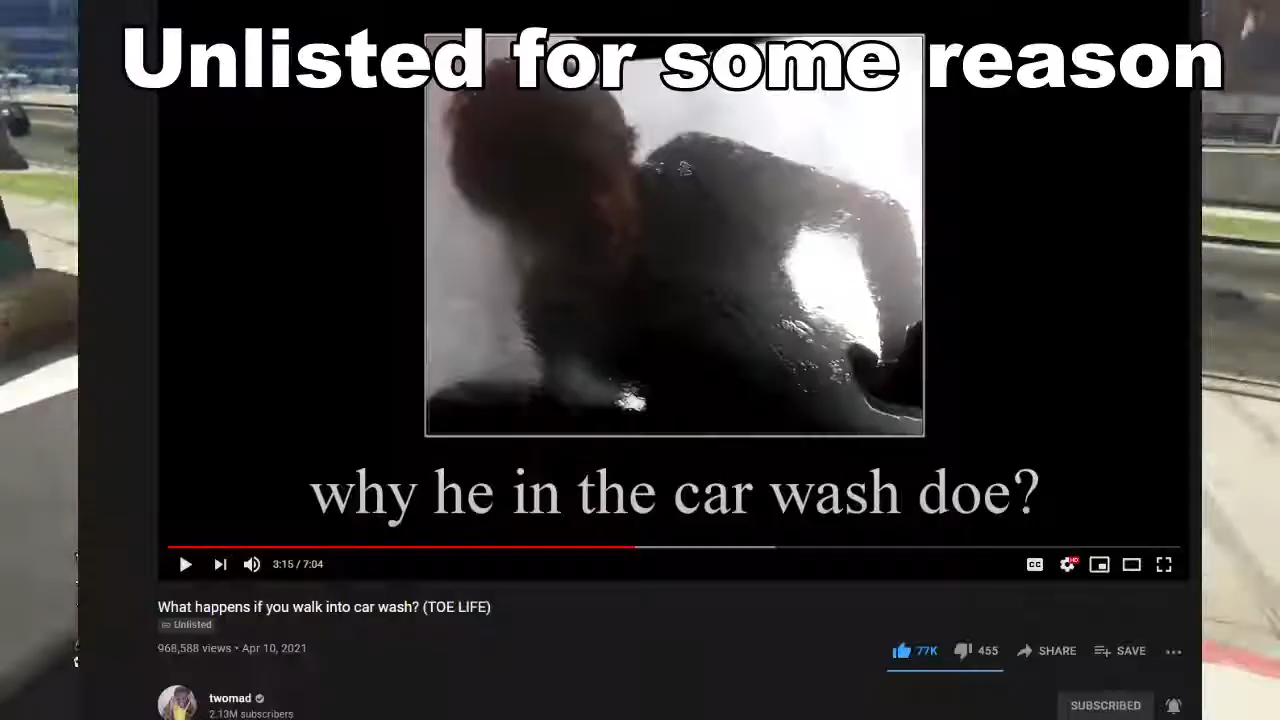 Unlisted for some reason
why he in the car wash doe?
3:15 / 7:04
CC
HD
What happens if you walk into car wash? (TOE LIFE)
Unlisted
968,588 views • Apr 10, 2021
77K
455
SHARE
SAVE
twomad
2.13M subscribers
SUBSCRIBED